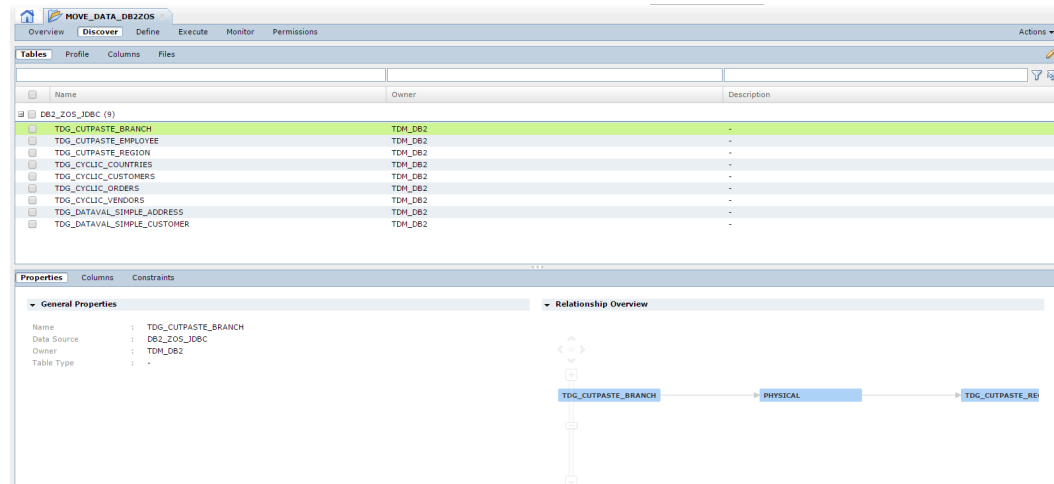 MOVE_DATA_DB2ZOS
Overview Discover Define Execute Monitor Permissions Actions
Tables Profile Columns Files
Name Owner Description
DB2_ZOS_JDBC (9)
TDG_CUTPASTE_BRANCH TDM_DB2 -
TDG_CUTPASTE_EMPLOYEE TDM_DB2 -
TDG_CUTPASTE_REGION TDM_DB2 -
TDG_CYCLIC_COUNTRIES TDM_DB2 -
TDG_CYCLIC_CUSTOMERS TDM_DB2 -
TDG_CYCLIC_ORDERS TDM_DB2 -
TDG_CYCLIC_VENDORS TDM_DB2 -
TDG_DATAVAL_SIMPLE_ADDRESS TDM_DB2 -
TDG_DATAVAL_SIMPLE_CUSTOMER TDM_DB2 -
Properties Columns Constraints
General Properties
Name : TDG_CUTPASTE_BRANCH
Data Source : DB2_ZOS_JDBC
Owner : TDM_DB2
Table Type : -
Relationship Overview
TDG_CUTPASTE_BRANCH PHYSICAL TDG_CUTPASTE_RE